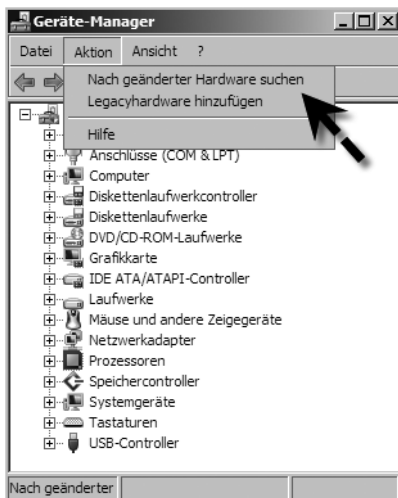 Geräte-Manager
Datei Aktion Ansicht ?
Nach geänderter Hardware suchen
Legacyhardware hinzufügen
Hilfe
Anschlüsse (COM & LPT)
Computer
Diskettenlaufwerkcontroller
Diskettenlaufwerke
DVD/CD-ROM-Laufwerke
Grafikkarte
IDE ATA/ATAPI-Controller
Laufwerke
Mäuse und andere Zeigegeräte
Netzwerkadapter
Prozessoren
Speichercontroller
Systemgeräte
Tastaturen
USB-Controller
Nach geänderter